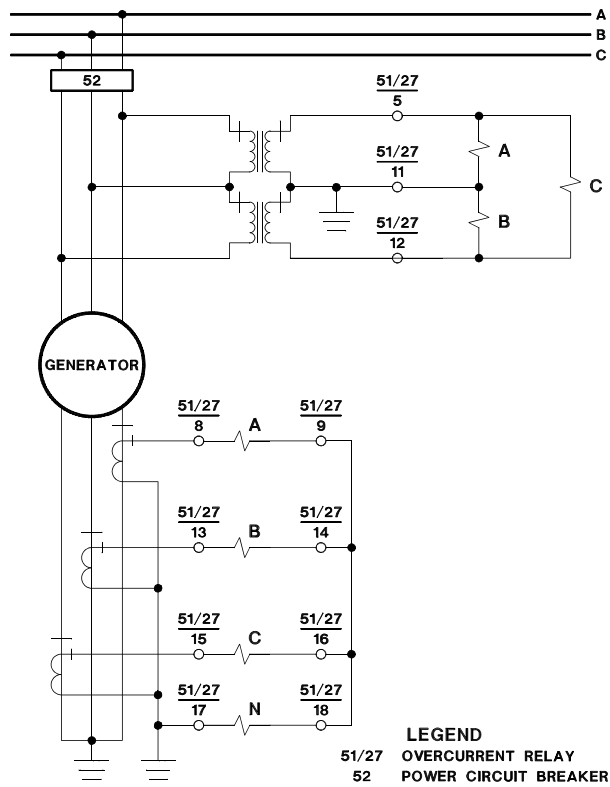 A
B
C
52
51/27
5
51/27
11
A
C
B
51/27
12
GENERATOR
51/27
8
A
51/27
9
51/27
13
B
51/27
14
51/27
15
C
51/27
16
51/27
17
N
51/27
18
LEGEND
51/27 OVERCURRENT RELAY
52 POWER CIRCUIT BREAKER